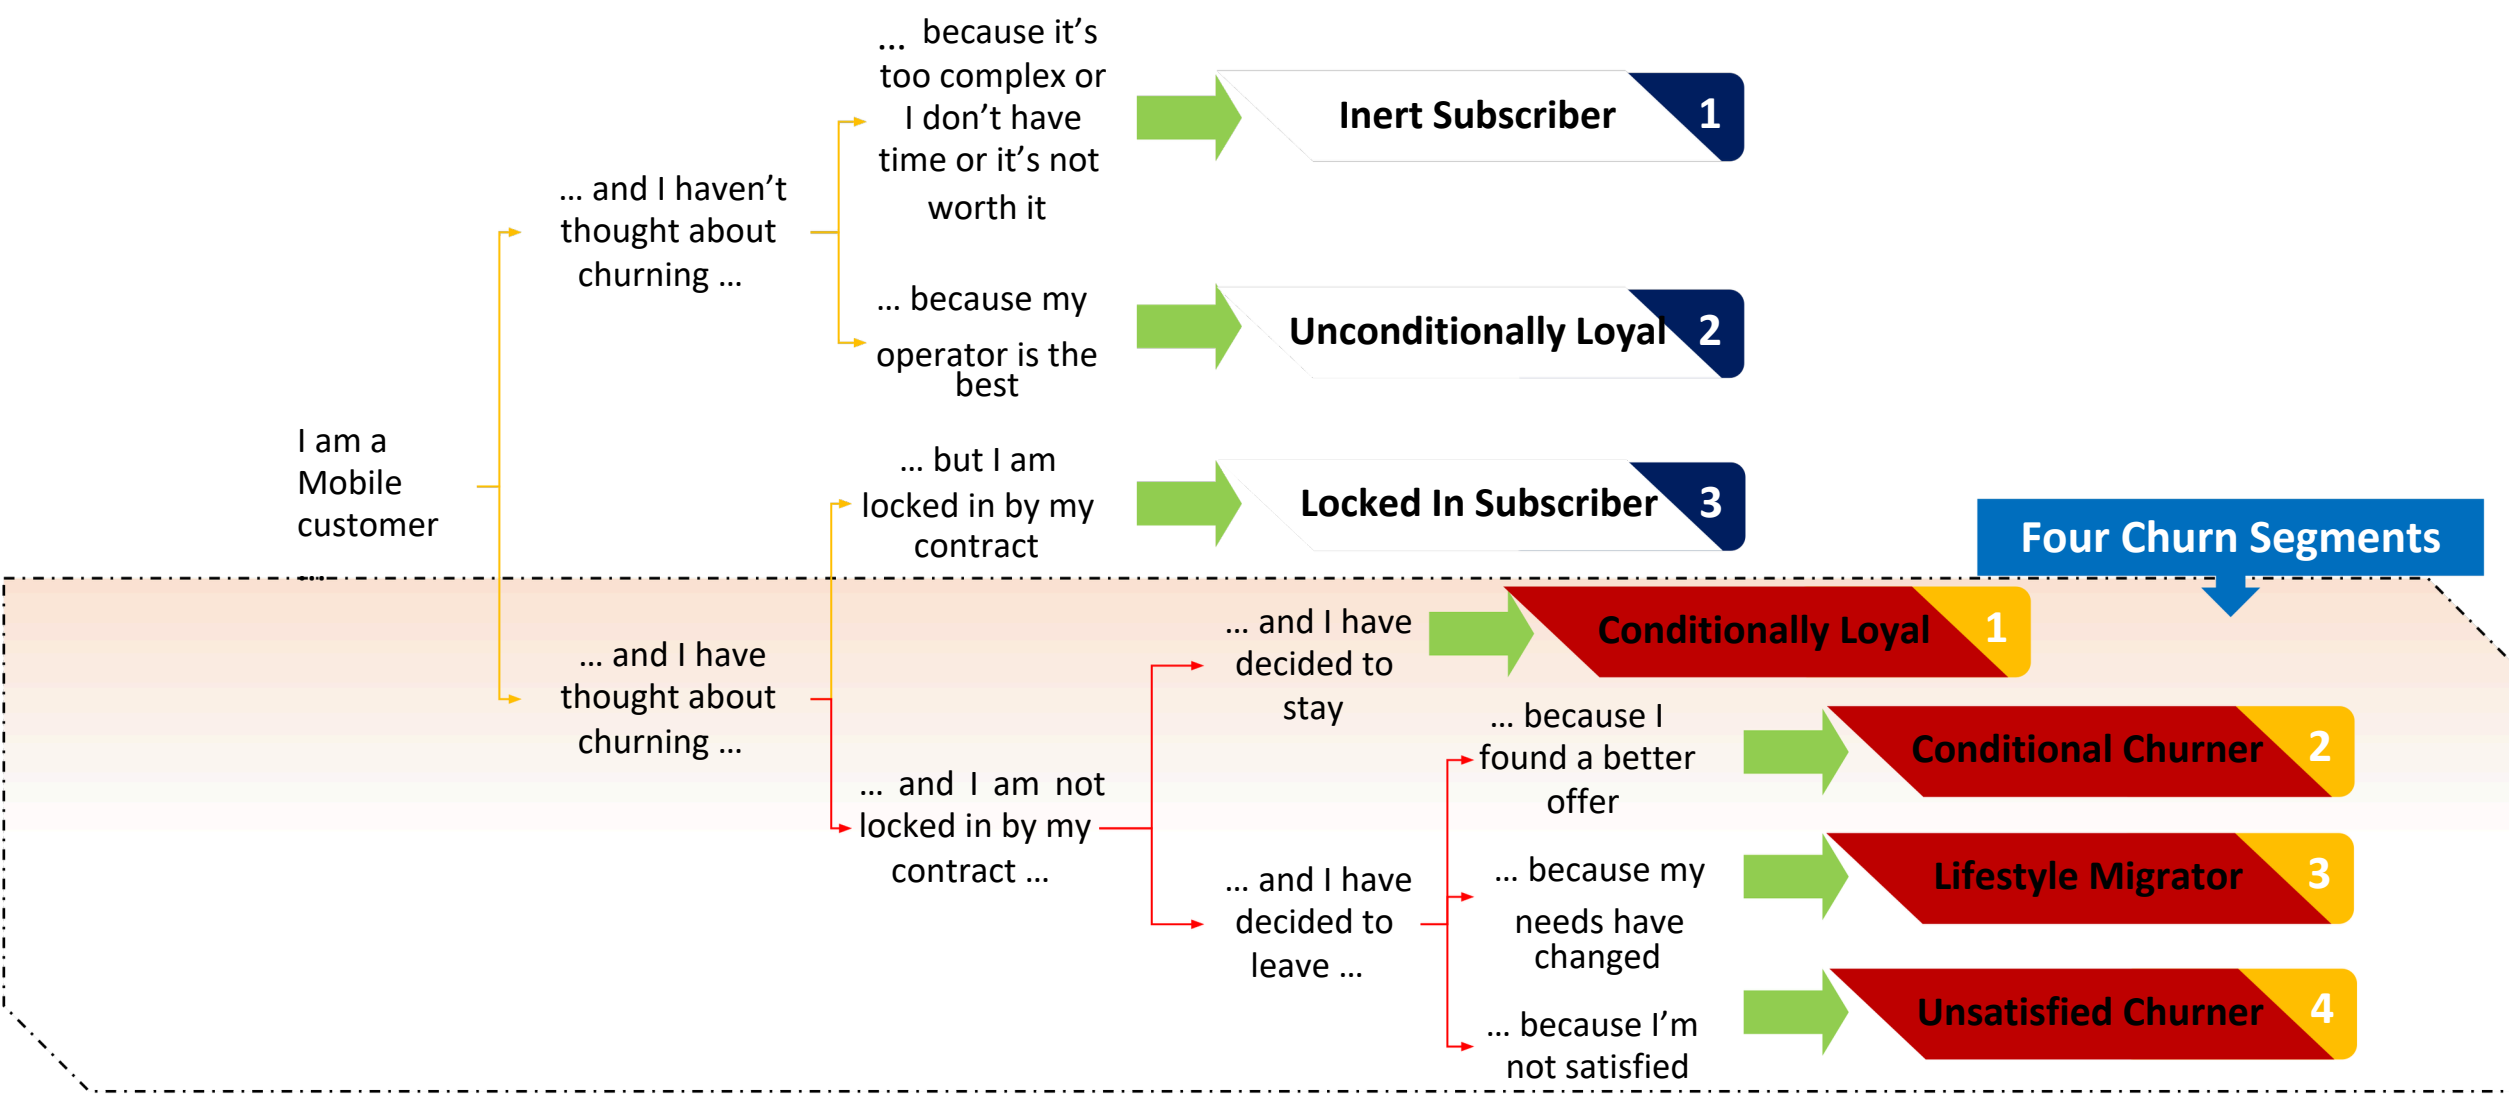 … because it’s
too complex or
I don’t have
time or it’s not
worth it
Inert Subscriber
1
… and I haven’t
thought about
churning …
… because my
operator is the
best
Unconditionally Loyal
2
I am a
Mobile
customer
…
… but I am
locked in by my
contract
Locked In Subscriber
3
Four Churn Segments
… and I have
thought about
churning …
… and I have
decided to
stay
Conditionally Loyal
1
… and I am not
locked in by my
contract …
… because I
found a better
offer
Conditional Churner
2
… and I have
decided to
leave …
… because my
needs have
changed
Lifestyle Migrator
3
… because I’m
not satisfied
Unsatisfied Churner
4